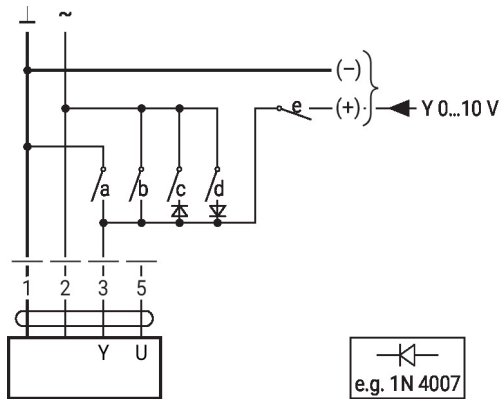 ⊥ ~
(–)
e (+) Y 0...10 V
a b c d
1 2 3 5
Y U
e.g. 1N 4007